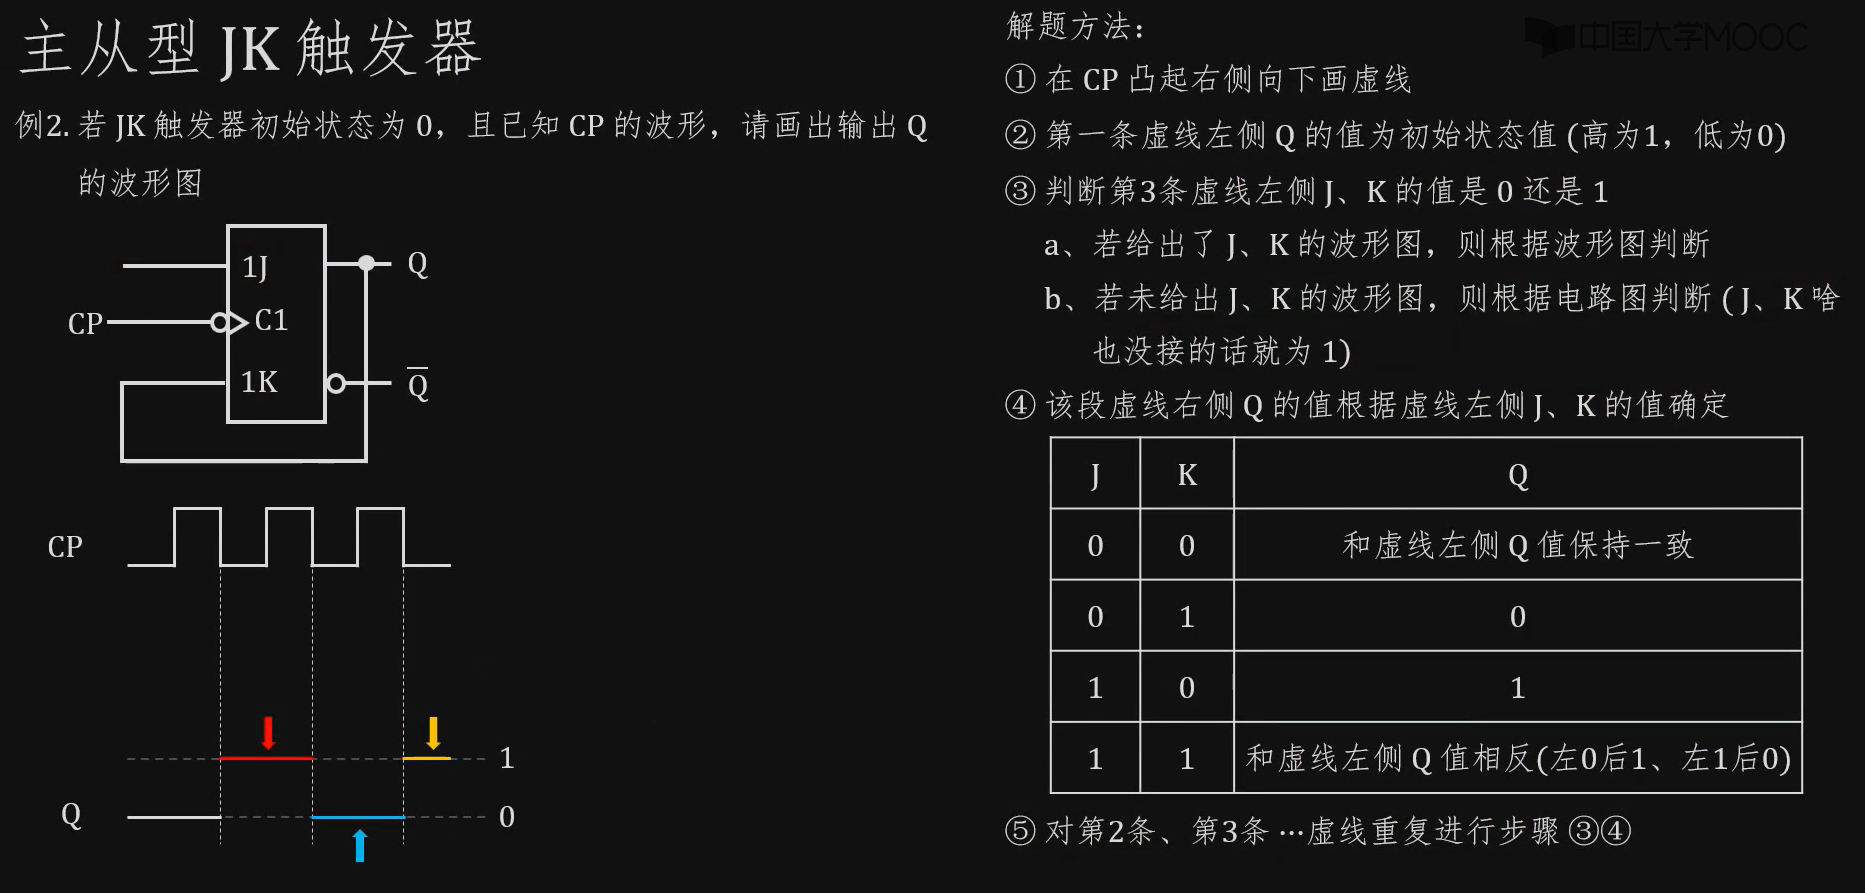 主从型 JK 触发器
例2. 若 JK 触发器初始状态为 0，且已知 CP 的波形，请画出输出 Q
的波形图
1J
Q
CP
C1
1K
Q̅
CP
1
Q
0
中国大学MOOC
解题方法：
① 在 CP 凸起右侧向下画虚线
② 第一条虚线左侧 Q 的值为初始状态值 (高为1，低为0)
③ 判断第3条虚线左侧 J、K 的值是 0 还是 1
a、若给出了 J、K 的波形图，则根据波形图判断
b、若未给出 J、K 的波形图，则根据电路图判断 ( J、K 啥
也没接的话就为 1)
④ 该段虚线右侧 Q 的值根据虚线左侧 J、K 的值确定
J K Q
0 0 和虚线左侧 Q 值保持一致
0 1 0
1 0 1
1 1 和虚线左侧 Q 值相反(左0后1、左1后0)
⑤ 对第2条、第3条 …虚线重复进行步骤 ③④